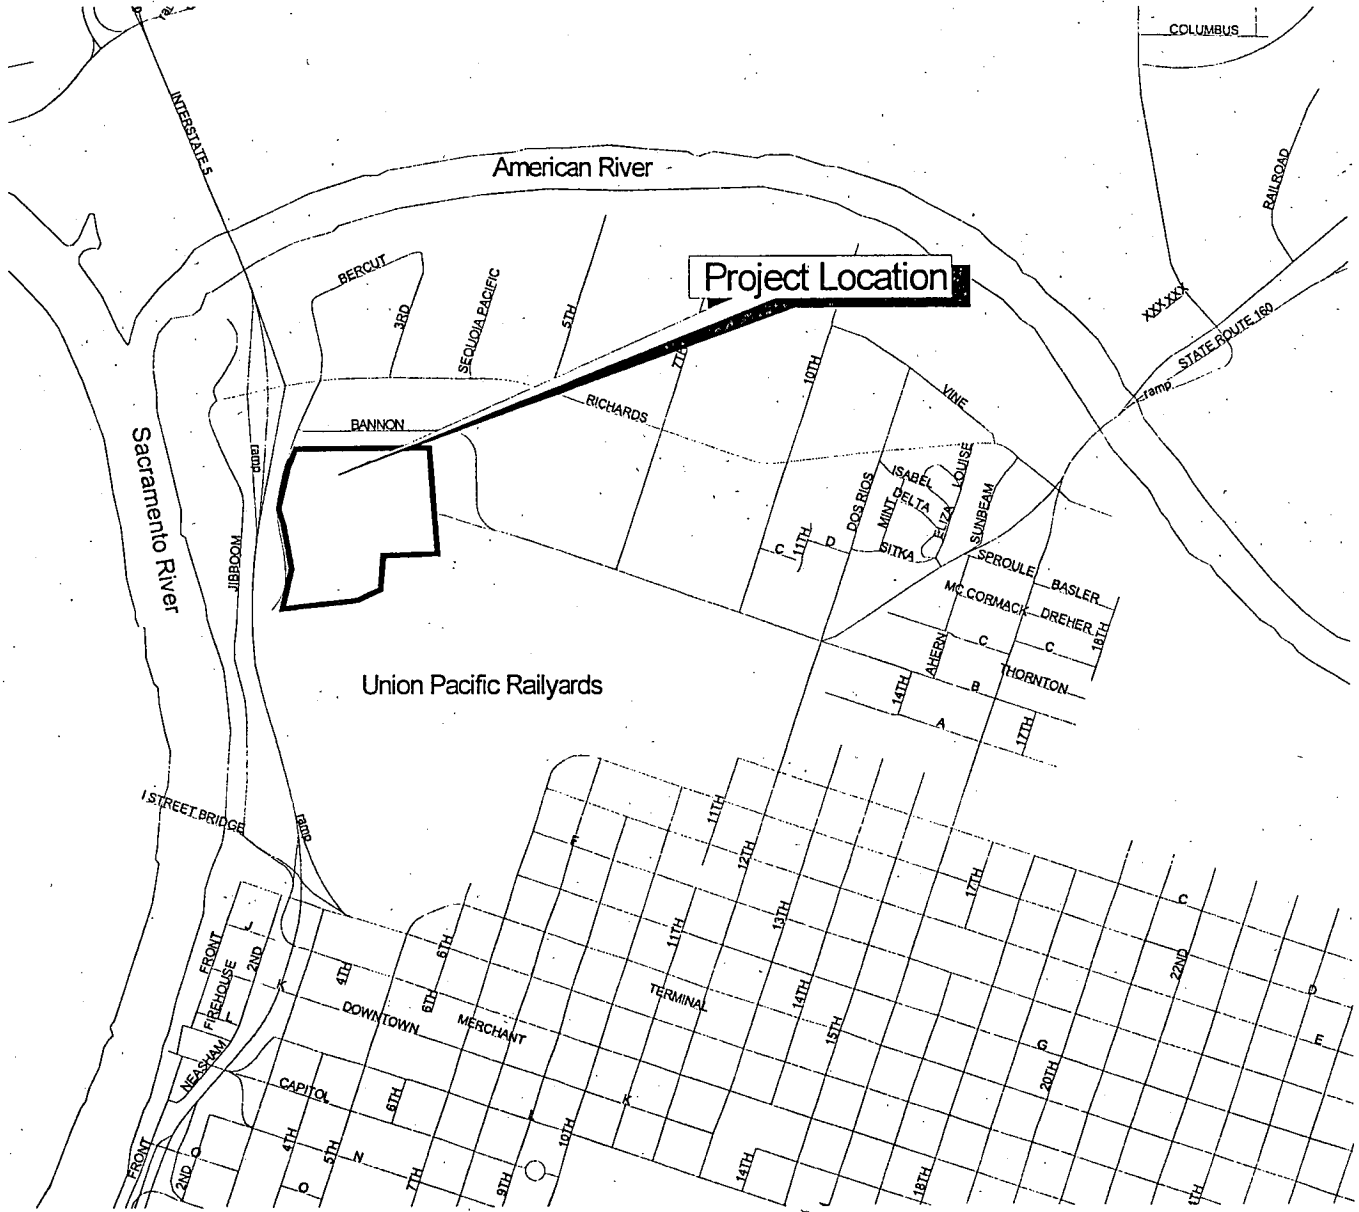 COLUMBUS
INTERSTATE 5
American River
RAILROAD
BERCUT
SEQUOIA PACIFIC
3RD
5TH
Project Location
XXX-XXX
STATE ROUTE 160
7TH
10TH
ramp
VINE
RICHARDS
BANNON
Sacramento River
ramp
LOUISE
ISABEL
DOS RIOS
MINT
DELTA
ELIZA
SUNBEAM
C
11TH
D
SITKA
SPROULE
BASLER
JIBBOOM
MC CORMACK
DREHER
18TH
C
C
AHERN
THORNTON
Union Pacific Railyards
14TH
B
A
17TH
I STREET BRIDGE
ramp
11TH
E
12TH
17TH
C
13TH
11TH
J
FRONT
2ND
6TH
4TH
22ND
FIREHOUSE
K
6TH
TERMINAL
14TH
D
L
DOWNTOWN
MERCHANT
15TH
E
G
NEASHAM
20TH
CAPITOL
6TH
K
10TH
4TH
5TH
N
O
FRONT
2ND
7TH
9TH
14TH
18TH
O